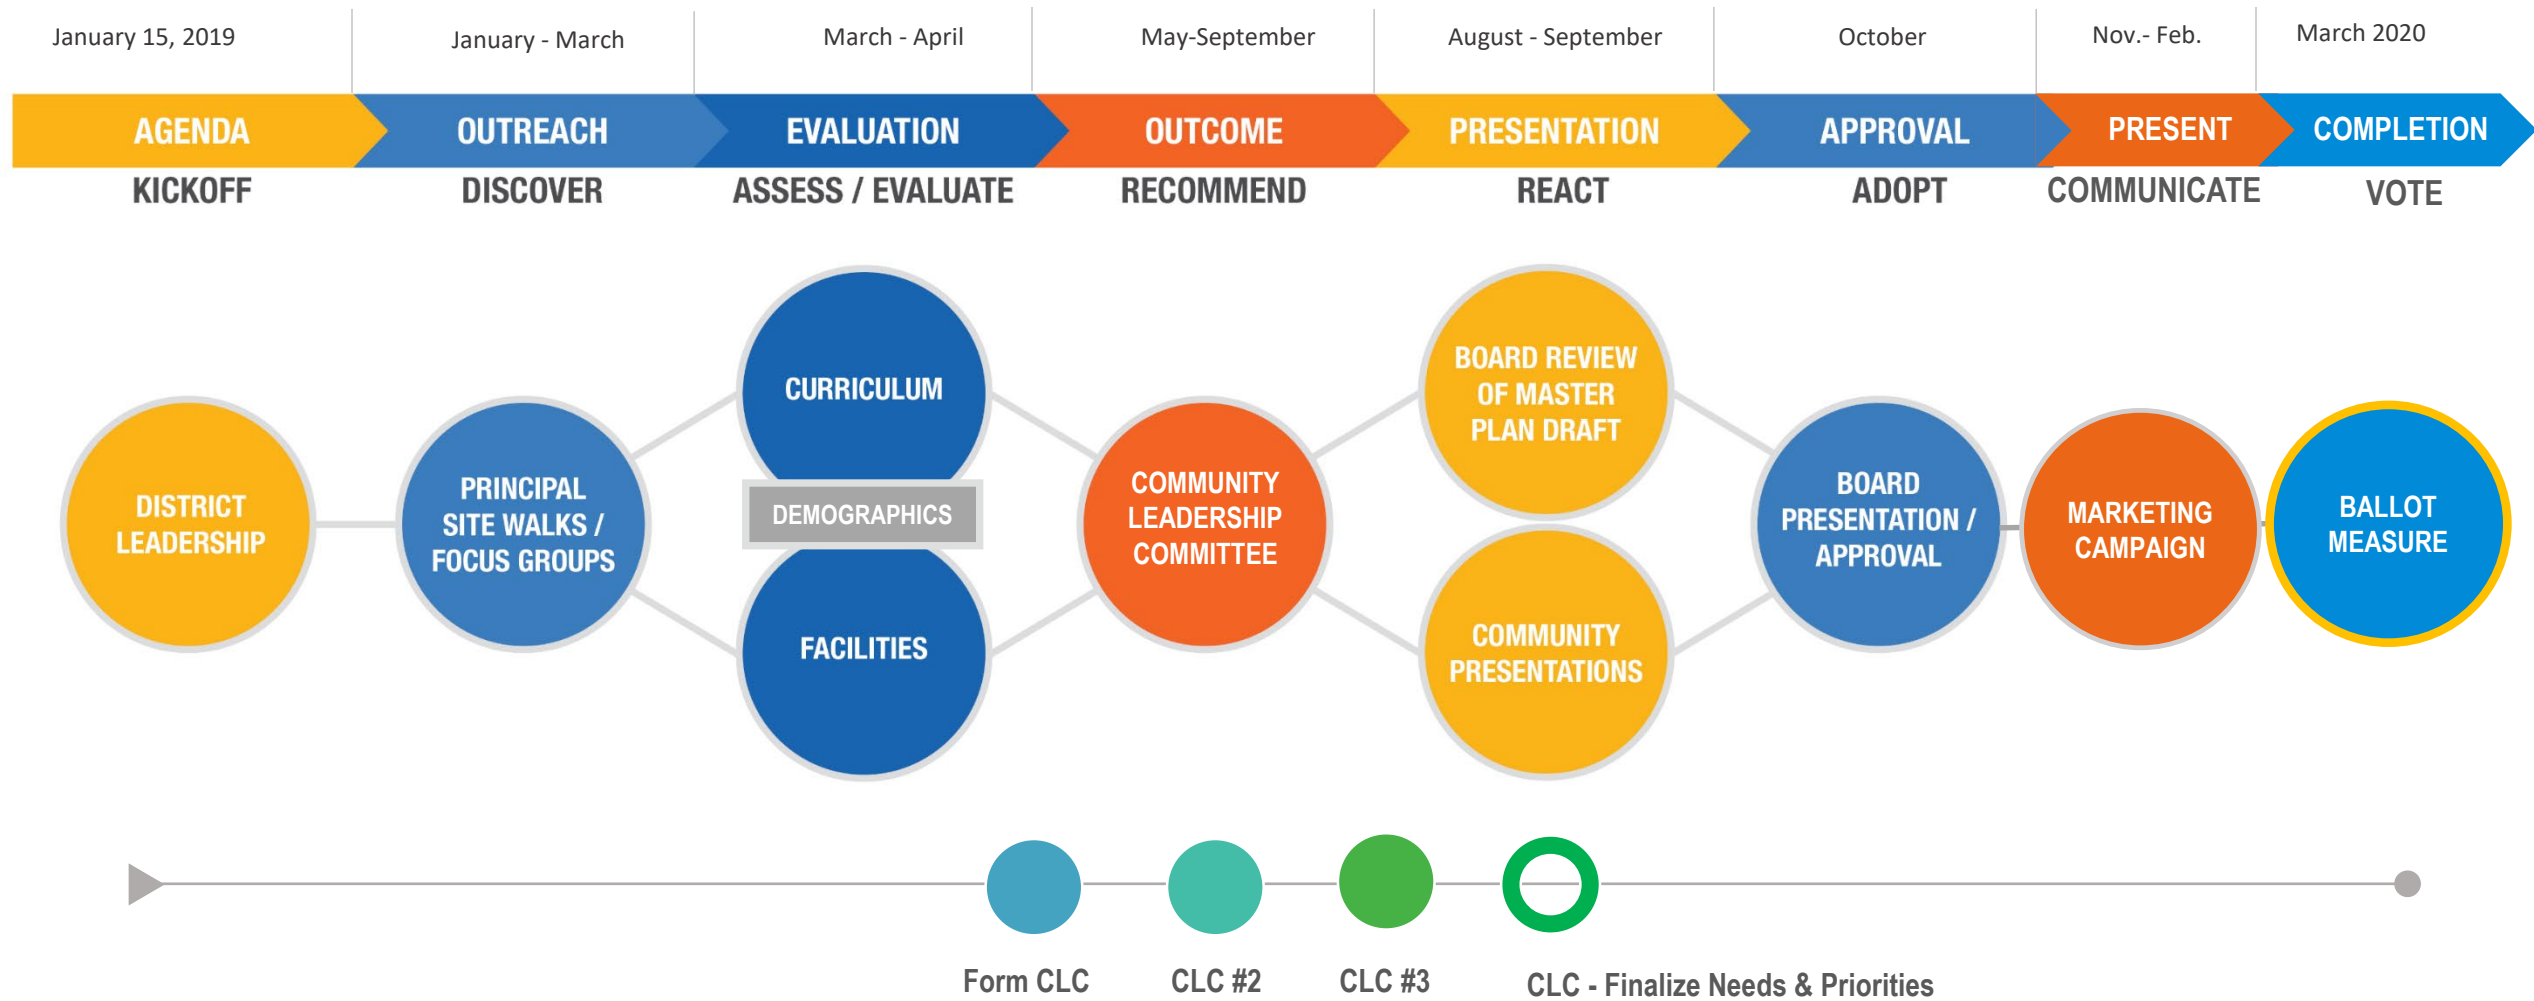 January 15, 2019
January - March
March - April
May-September
August - September
October
Nov.- Feb.
March 2020
AGENDA
OUTREACH
EVALUATION
OUTCOME
PRESENTATION
APPROVAL
PRESENT
COMPLETION
KICKOFF
DISCOVER
ASSESS / EVALUATE
RECOMMEND
REACT
ADOPT
COMMUNICATE
VOTE
DISTRICT
LEADERSHIP
PRINCIPAL
SITE WALKS /
FOCUS GROUPS
CURRICULUM
DEMOGRAPHICS
FACILITIES
COMMUNITY
LEADERSHIP
COMMITTEE
BOARD REVIEW
OF MASTER
PLAN DRAFT
COMMUNITY
PRESENTATIONS
BOARD
PRESENTATION /
APPROVAL
MARKETING
CAMPAIGN
BALLOT
MEASURE
Form CLC
CLC #2
CLC #3
CLC - Finalize Needs & Priorities